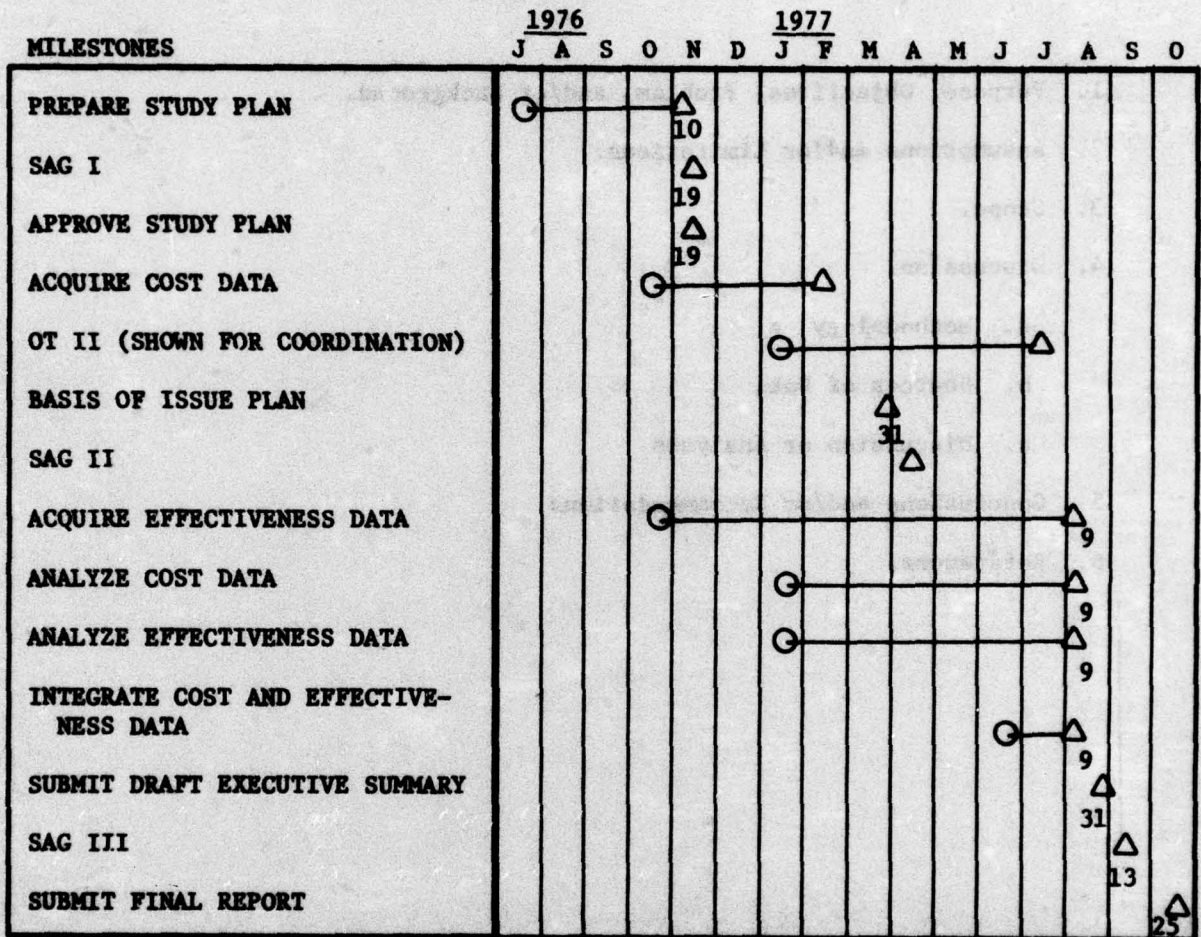 1976 1977
MILESTONES J A S O N D J F M A M J J A S O
PREPARE STUDY PLAN
10
SAG I
19
APPROVE STUDY PLAN
19
ACQUIRE COST DATA
OT II (SHOWN FOR COORDINATION)
BASIS OF ISSUE PLAN
31
SAG II
ACQUIRE EFFECTIVENESS DATA
9
ANALYZE COST DATA
9
ANALYZE EFFECTIVENESS DATA
9
INTEGRATE COST AND EFFECTIVE-
NESS DATA
9
SUBMIT DRAFT EXECUTIVE SUMMARY
31
SAG III
13
SUBMIT FINAL REPORT
25